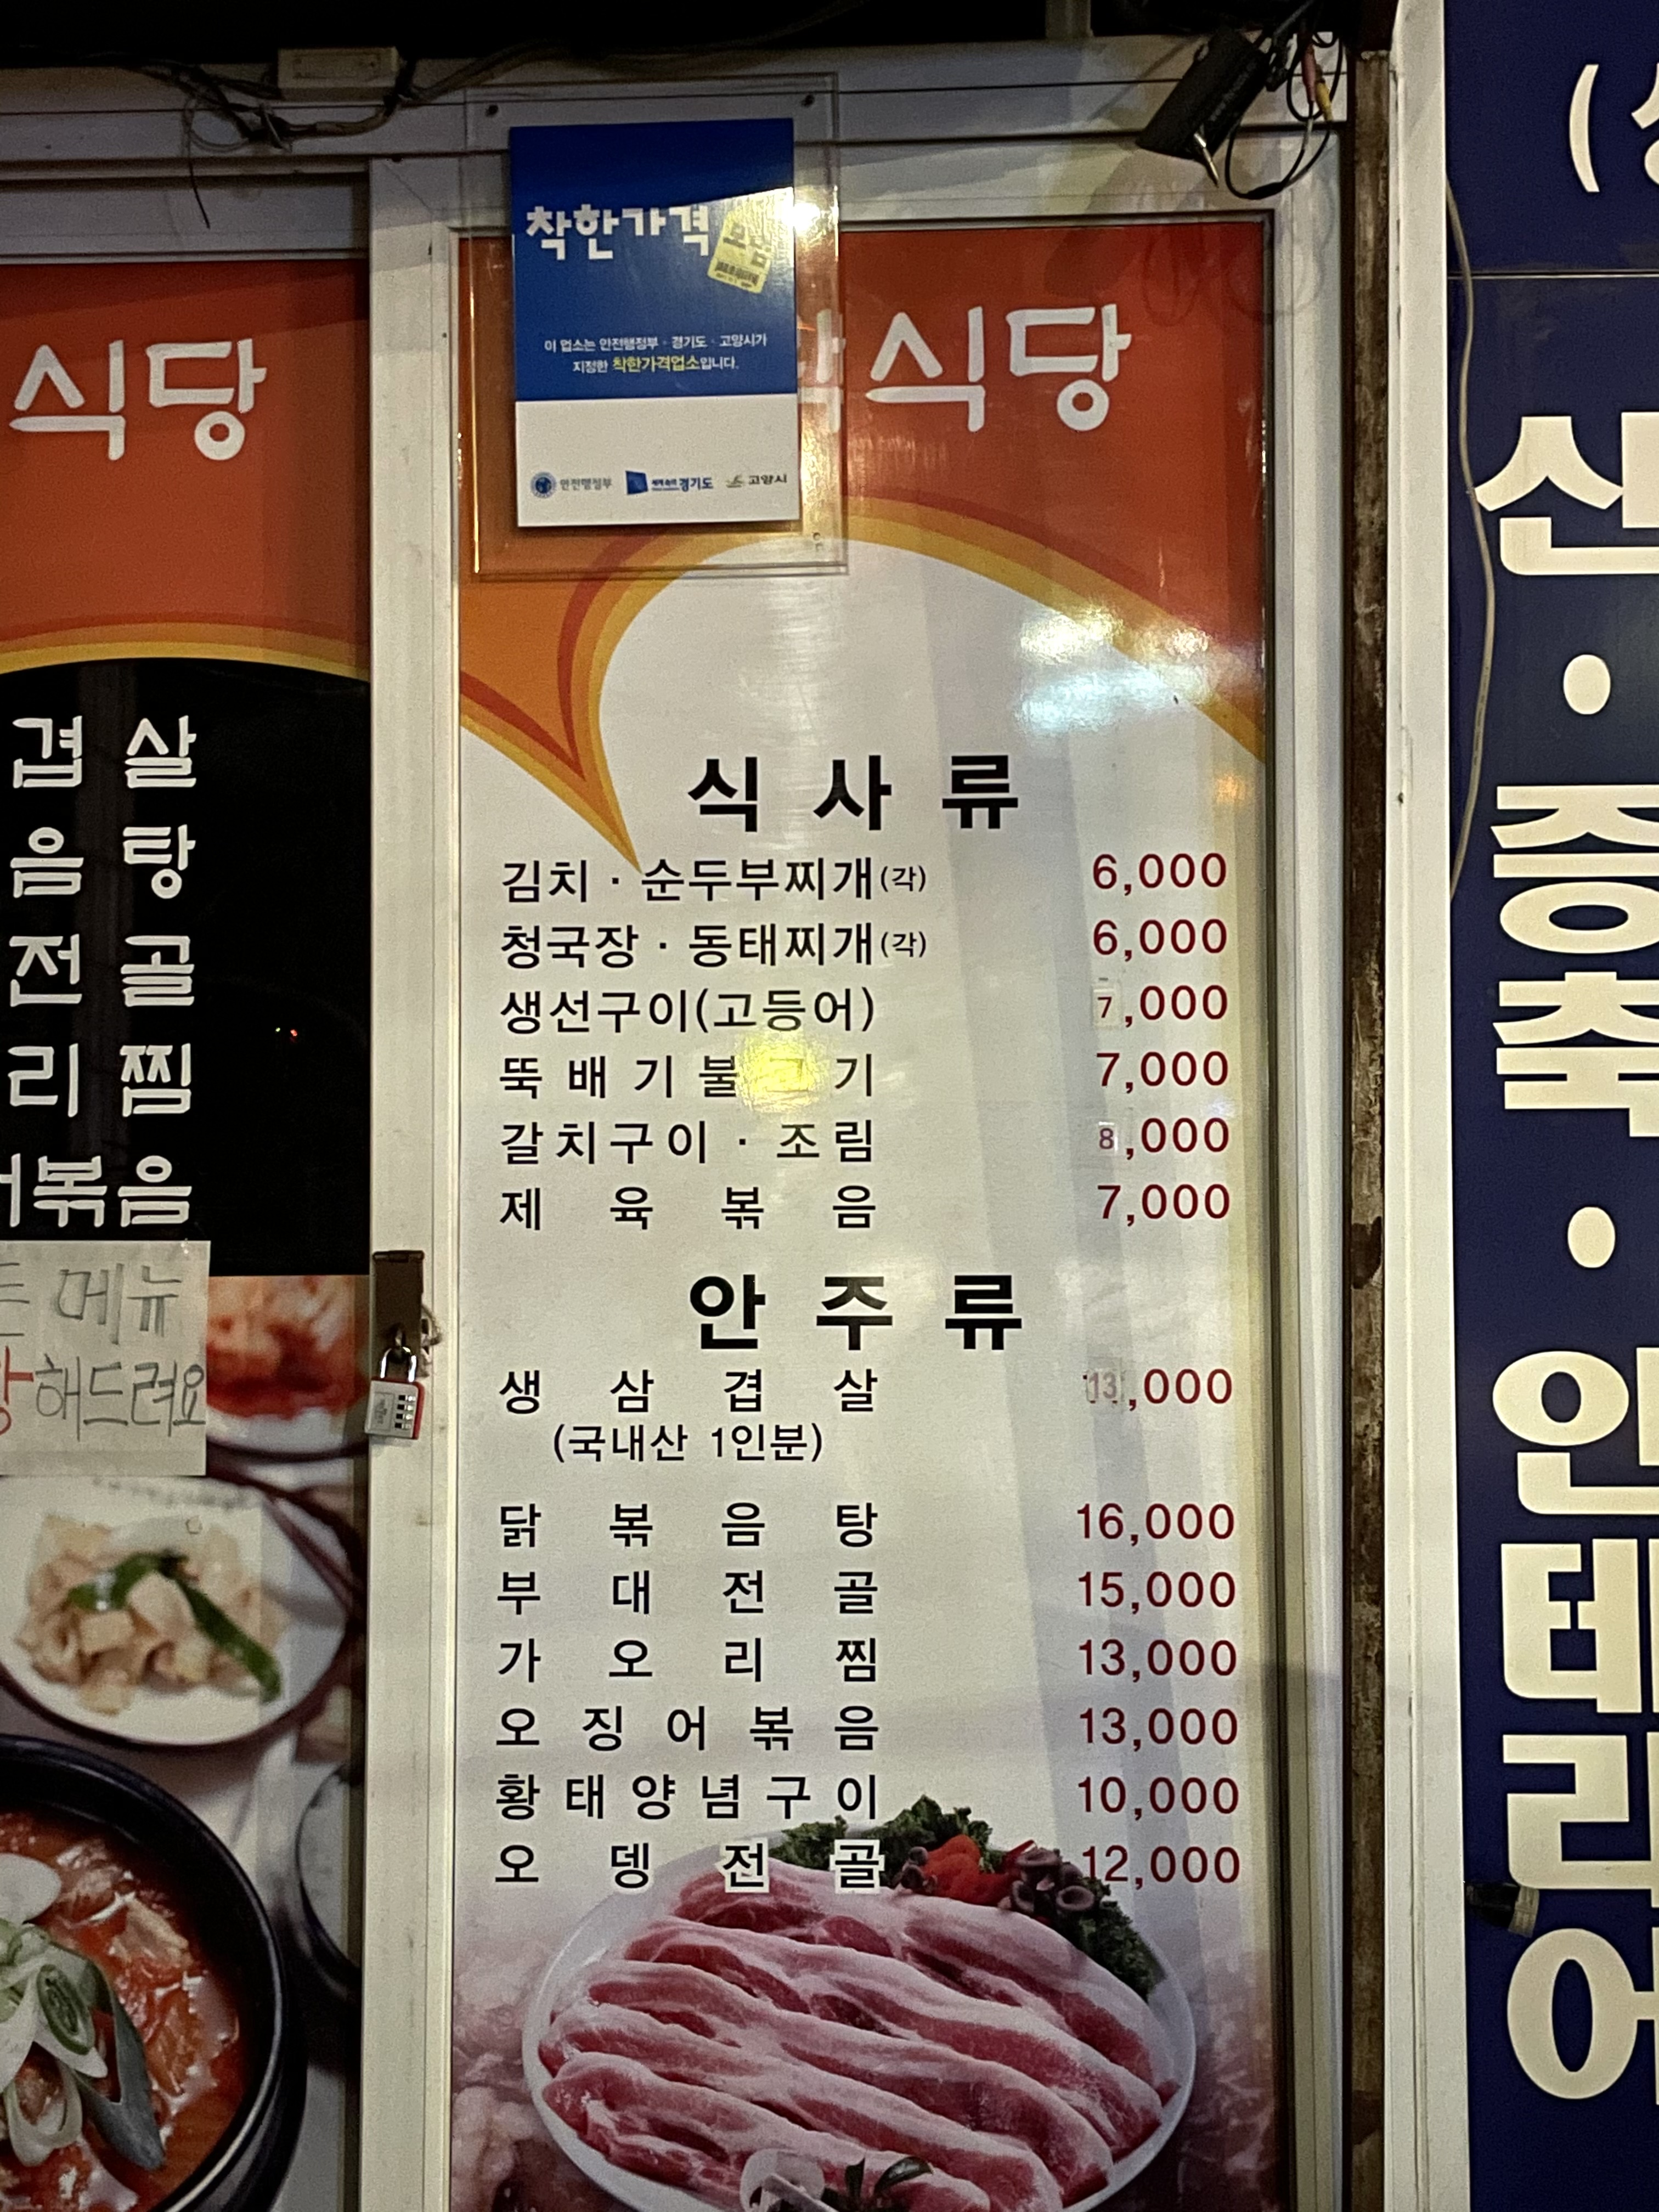 착한가격
모범
이 업소는 안전행정부 · 경기도 · 고양시가
지정한 착한가격업소입니다.
안전행정부
세계속의 경기도
고양시
식당
식당
겹살
음탕
전골
리찜
어볶음
메뉴
해드려요
식사류
김치 · 순두부찌개(각) 6,000
청국장 · 동태찌개(각) 6,000
생선구이(고등어) 7,000
뚝배기불고기 7,000
갈치구이 · 조림 8,000
제육볶음 7,000
안주류
생삼겹살 13,000
(국내산 1인분)
닭볶음탕 16,000
부대전골 15,000
가오리찜 13,000
오징어볶음 13,000
황태양념구이 10,000
오뎅전골 12,000
신 · 증축 · 인테리어